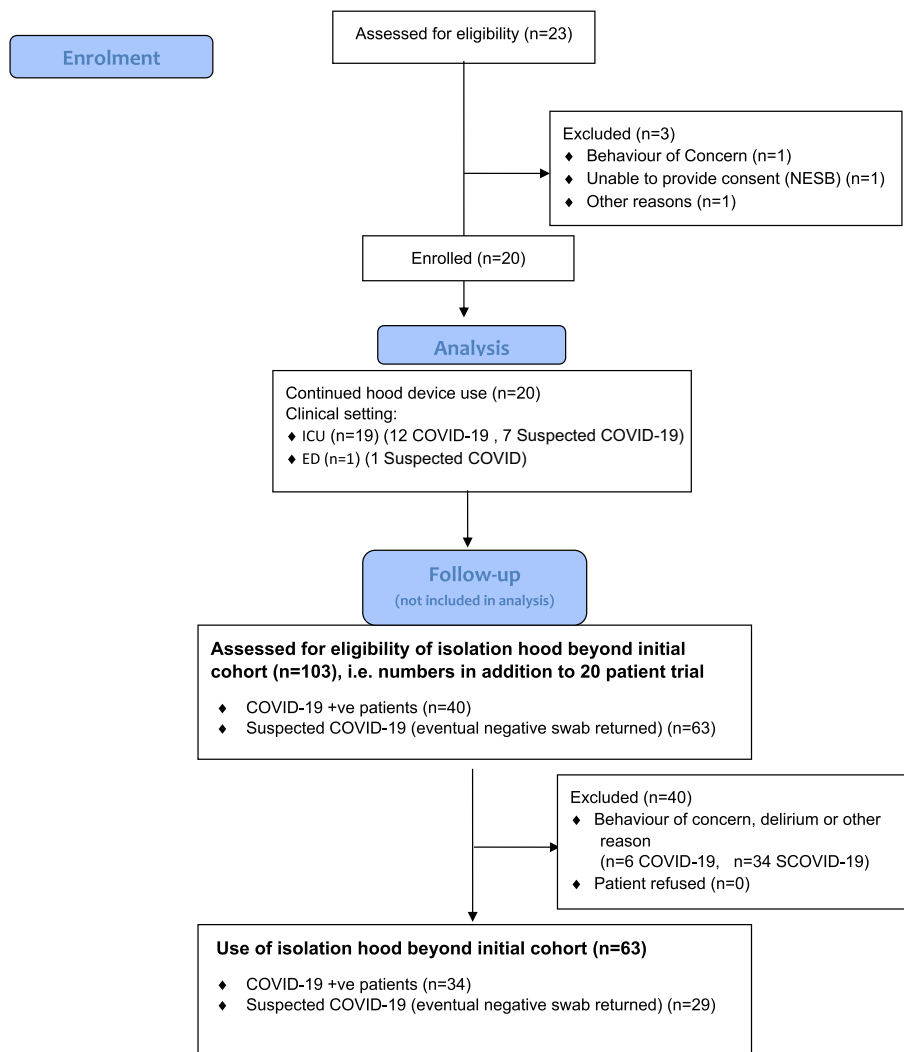 Assessed for eligibility (n=23)
Enrolment
Excluded (n=3)
♦ Behaviour of Concern (n=1)
♦ Unable to provide consent (NESB) (n=1)
♦ Other reasons (n=1)
Enrolled (n=20)
Analysis
Continued hood device use (n=20)
Clinical setting:
♦ ICU (n=19) (12 COVID-19 , 7 Suspected COVID-19)
♦ ED (n=1) (1 Suspected COVID)
Follow-up
(not included in analysis)
Assessed for eligibility of isolation hood beyond initial
cohort (n=103), i.e. numbers in addition to 20 patient trial
♦ COVID-19 +ve patients (n=40)
♦ Suspected COVID-19 (eventual negative swab returned) (n=63)
Excluded (n=40)
♦ Behaviour of concern, delirium or other
reason
(n=6 COVID-19, n=34 SCOVID-19)
♦ Patient refused (n=0)
Use of isolation hood beyond initial cohort (n=63)
♦ COVID-19 +ve patients (n=34)
♦ Suspected COVID-19 (eventual negative swab returned) (n=29)